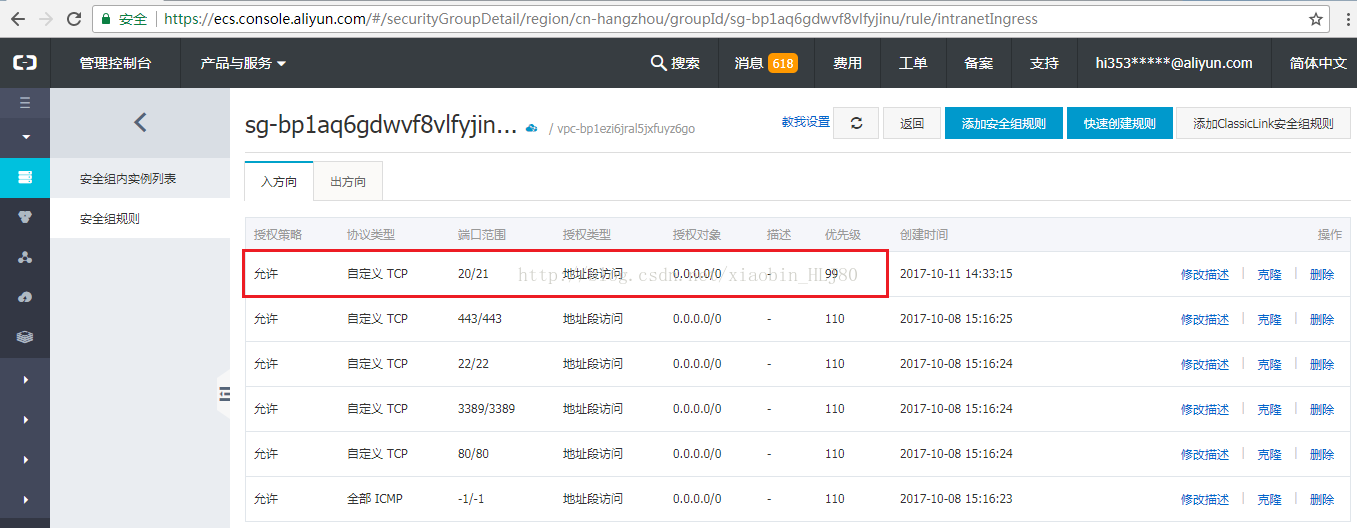 安全 https://ecs.console.aliyun.com/#/securityGroupDetail/region/cn-hangzhou/groupId/sg-bp1aq6gdwvf8vlfyjinu/rule/intranetIngress
管理控制台 产品与服务 搜索 消息 618 费用 工单 备案 支持 hi353*****@aliyun.com 简体中文
sg-bp1aq6gdwvf8vlfyjin... / vpc-bp1ezi6jral5jxfuyz6go 教我设置 返回 添加安全组规则 快速创建规则 添加ClassicLink安全组规则
安全组内实例列表
安全组规则
入方向 出方向
授权策略 协议类型 端口范围 授权类型 授权对象 描述 优先级 创建时间 操作
允许 自定义 TCP 20/21 地址段访问 0.0.0.0/0 - 99 2017-10-11 14:33:15 修改描述 克隆 删除
允许 自定义 TCP 443/443 地址段访问 0.0.0.0/0 - 110 2017-10-08 15:16:25 修改描述 克隆 删除
允许 自定义 TCP 22/22 地址段访问 0.0.0.0/0 - 110 2017-10-08 15:16:24 修改描述 克隆 删除
允许 自定义 TCP 3389/3389 地址段访问 0.0.0.0/0 - 110 2017-10-08 15:16:24 修改描述 克隆 删除
允许 自定义 TCP 80/80 地址段访问 0.0.0.0/0 - 110 2017-10-08 15:16:24 修改描述 克隆 删除
允许 全部 ICMP -1/-1 地址段访问 0.0.0.0/0 - 110 2017-10-08 15:16:23 修改描述 克隆 删除